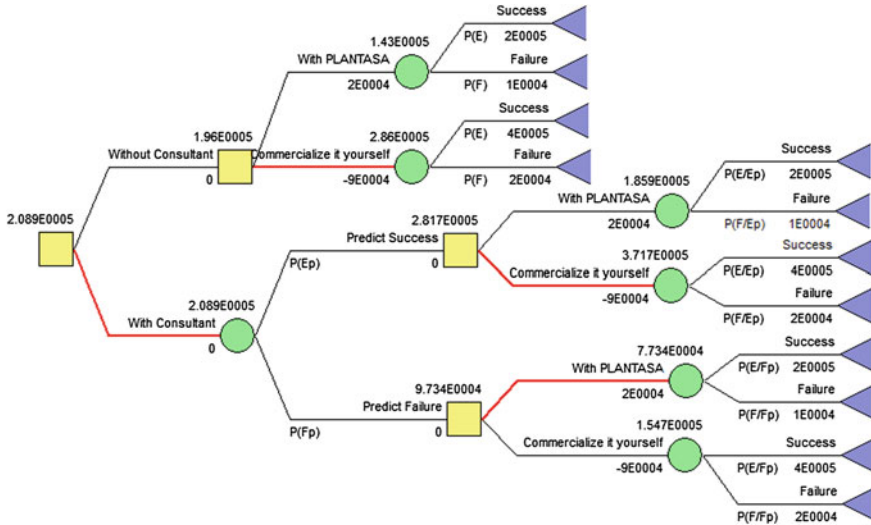 Success
1.43E0005
P(E) 2E0005
With PLANTASA
Failure
2E0004
P(F) 1E0004
Success
1.96E0005
2.86E0005
P(E) 4E0005
Without Consultant
Commercialize it yourself
Failure
0
-9E0004
P(F) 2E0004
Success
1.859E0005
P(E/Ep) 2E0005
With PLANTASA
Failure
2.089E0005
2.817E0005
2E0004
P(F/Ep) 1E0004
Predict Success
Success
P(Ep)
0
3.717E0005
P(E/Ep) 4E0005
Commercialize it yourself
Failure
2.089E0005
-9E0004
P(F/Ep) 2E0004
With Consultant
0
Success
7.734E0004
P(E/Fp) 2E0005
With PLANTASA
Failure
9.734E0004
2E0004
P(F/Fp) 1E0004
Predict Failure
P(Fp)
0
1.547E0005
Commercialize it yourself
Success
-9E0004
P(E/Fp) 4E0005
Failure
P(F/Fp) 2E0004